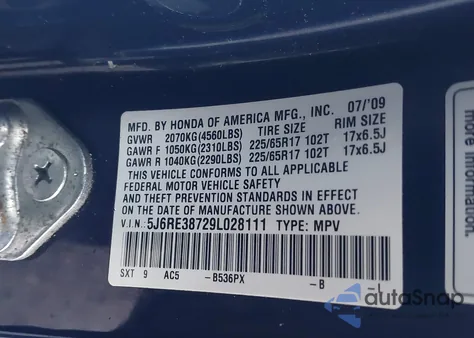 MFD. BY HONDA OF AMERICA MFG., INC. 07/'09
GVWR 2070KG(4560LBS) TIRE SIZE RIM SIZE
GAWR F 1050KG(2310LBS) 225/65R17 102T 17x6.5J
GAWR R 1040KG(2290LBS) 225/65R17 102T 17x6.5J
THIS VEHICLE CONFORMS TO ALL APPLICABLE
FEDERAL MOTOR VEHICLE SAFETY
AND THEFT PREVENTION STANDARDS IN EFFECT
ON THE DATE OF MANUFACTURE SHOWN ABOVE.
V.I.N.: 5J6RE38729L028111 TYPE: MPV
SXT 9 AC5 -B536PX -B
autoSnap